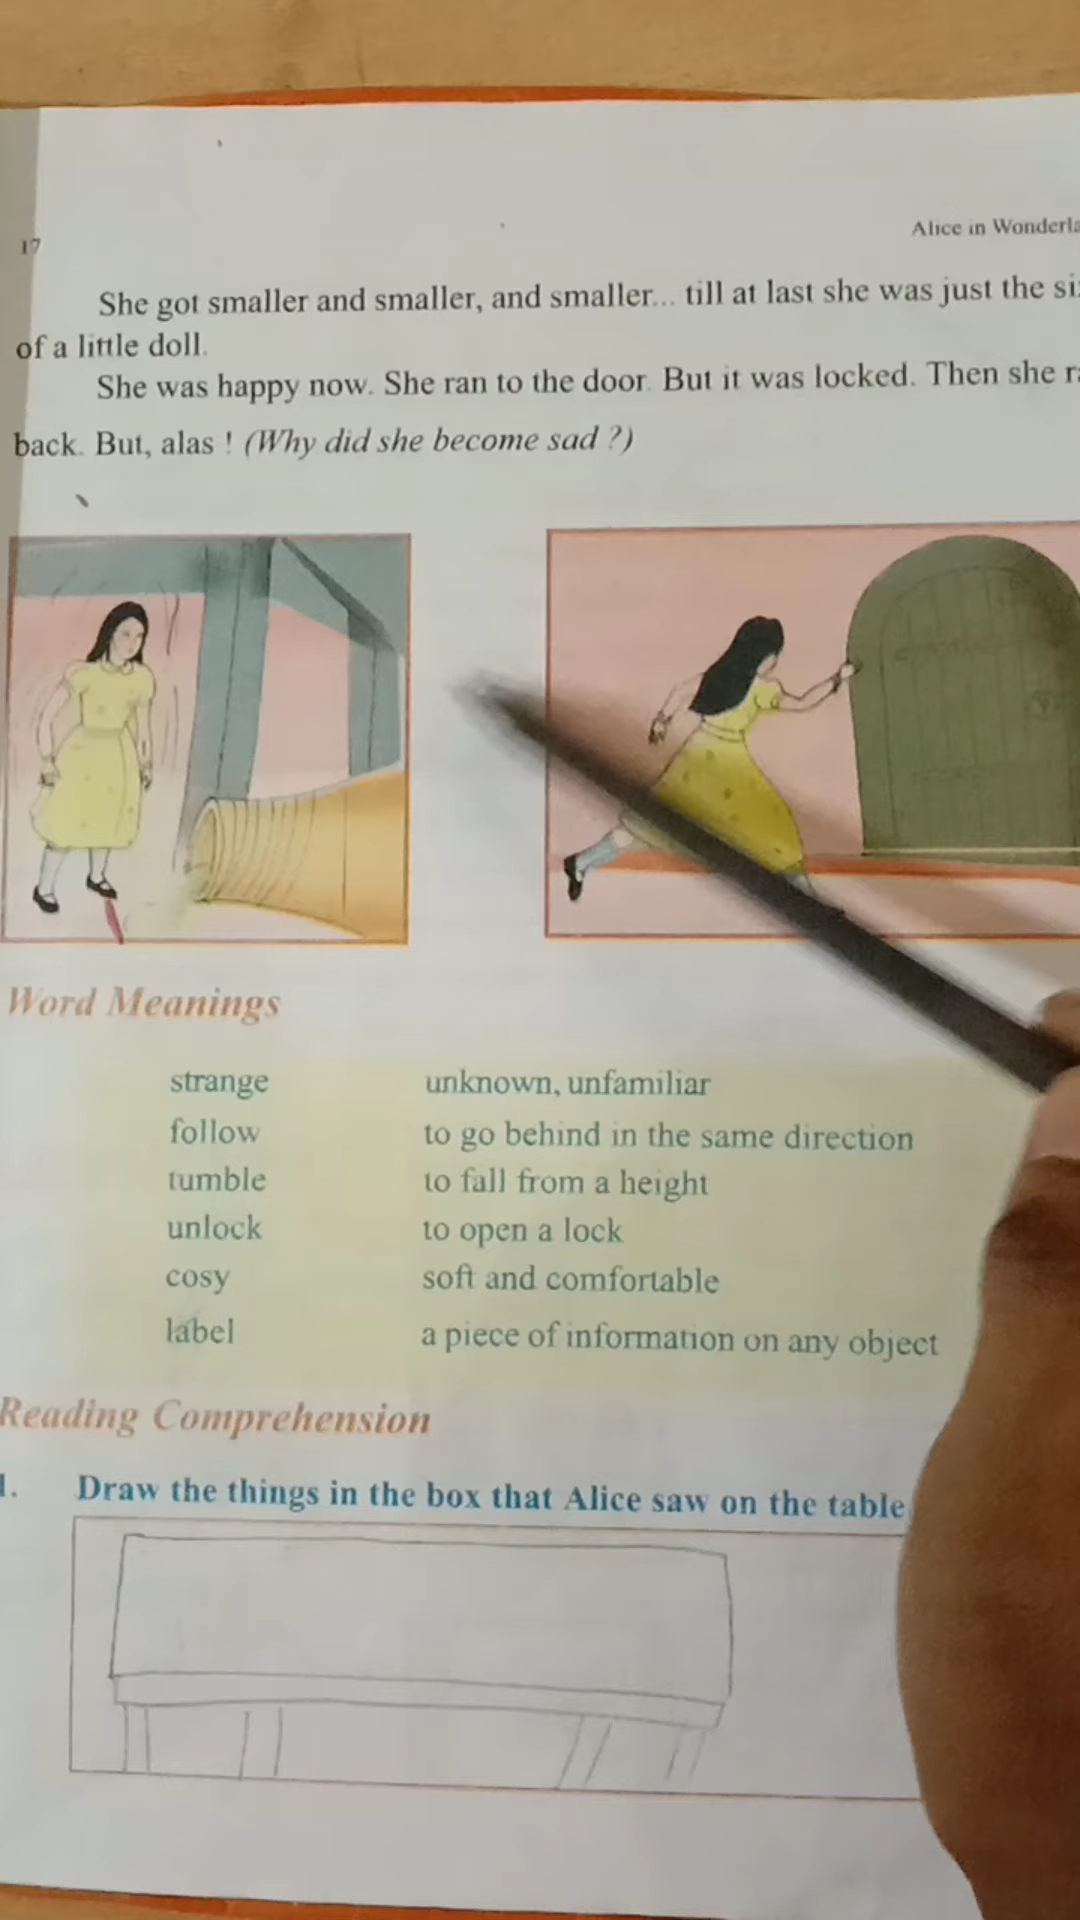 17
Alice in
She got smaller and smaller, and smaller... till at last she was just the
of a little doll.
She was happy now. She ran to the door. But it was locked. Then she
back. But, alas ! (Why did she become sad ?)
Word Meanings
strange unknown, unfamiliar
follow to go behind in the same direction
tumble to fall from a height
unlock to open a lock
cosy soft and comfortable
label a piece of information on any object
Reading Comprehension
1. Draw the things in the box that Alice saw on the table